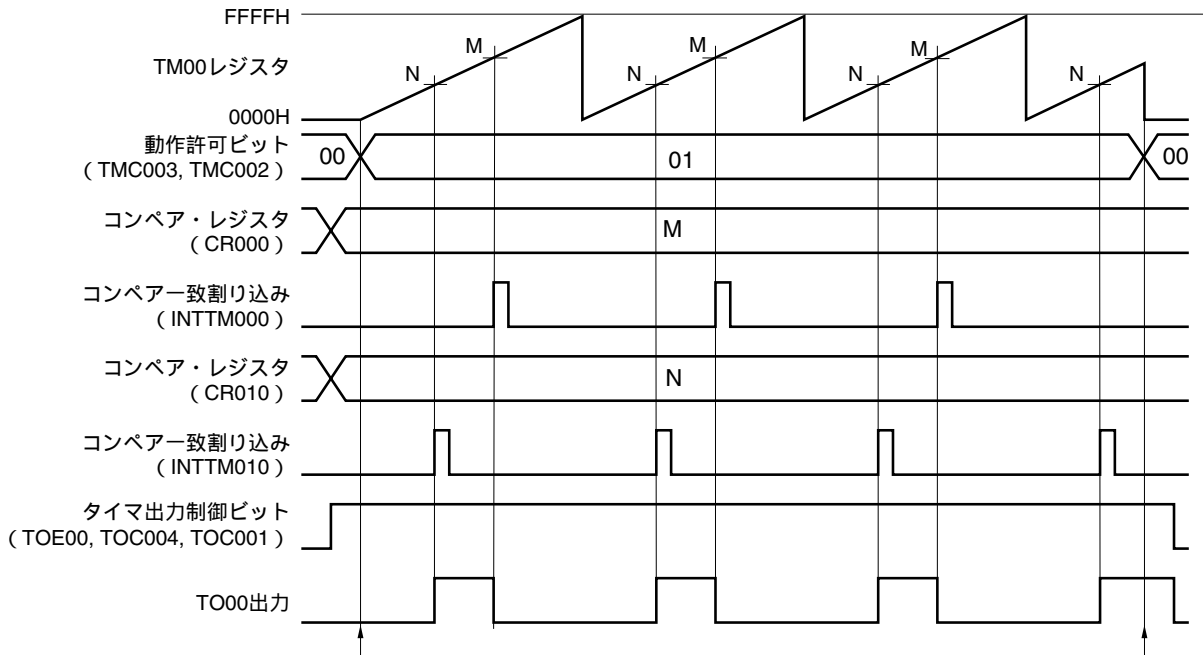 FFFFH
TM00レジスタ
0000H
N M N M N M N
動作許可ビット
（TMC003, TMC002）
00 01 00
コンペア・レジスタ
（CR000）
M
コンペア一致割り込み
（INTTM000）
コンペア・レジスタ
（CR010）
N
コンペア一致割り込み
（INTTM010）
タイマ出力制御ビット
（TOE00, TOC004, TOC001）
TO00出力